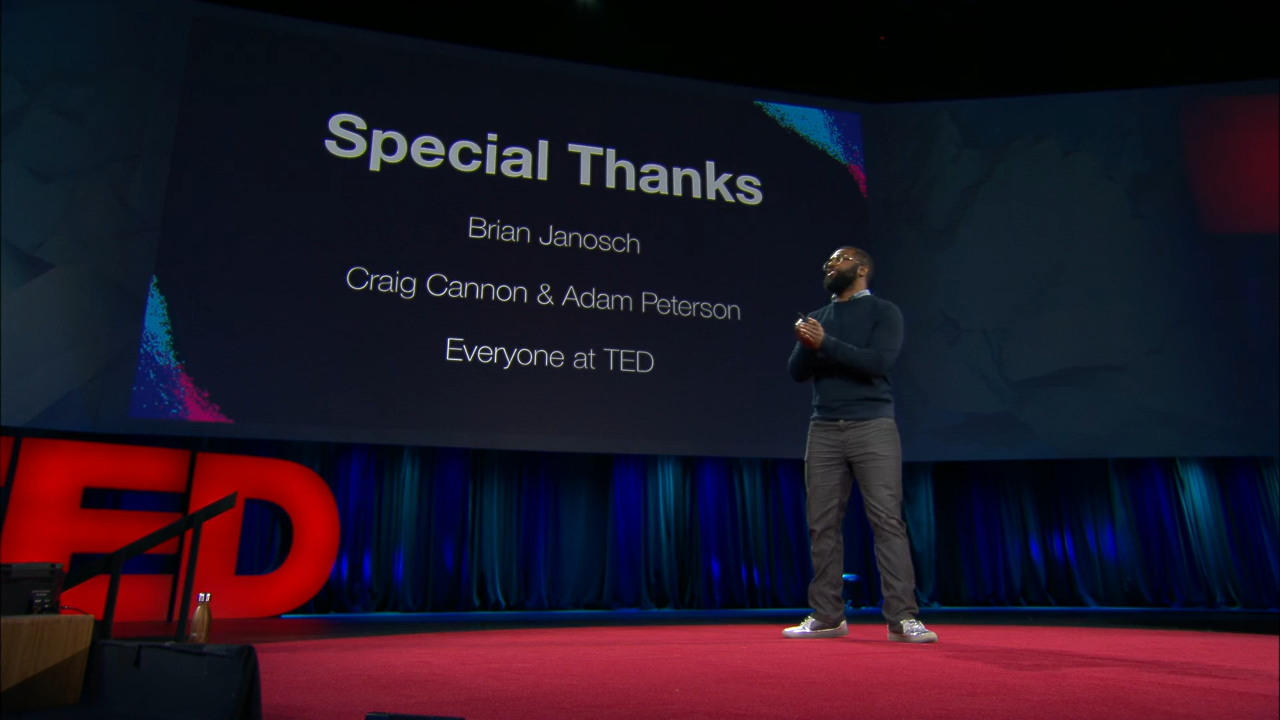 Special Thanks
Brian Janosch
Craig Cannon & Adam Peterson
Everyone at TED
TED